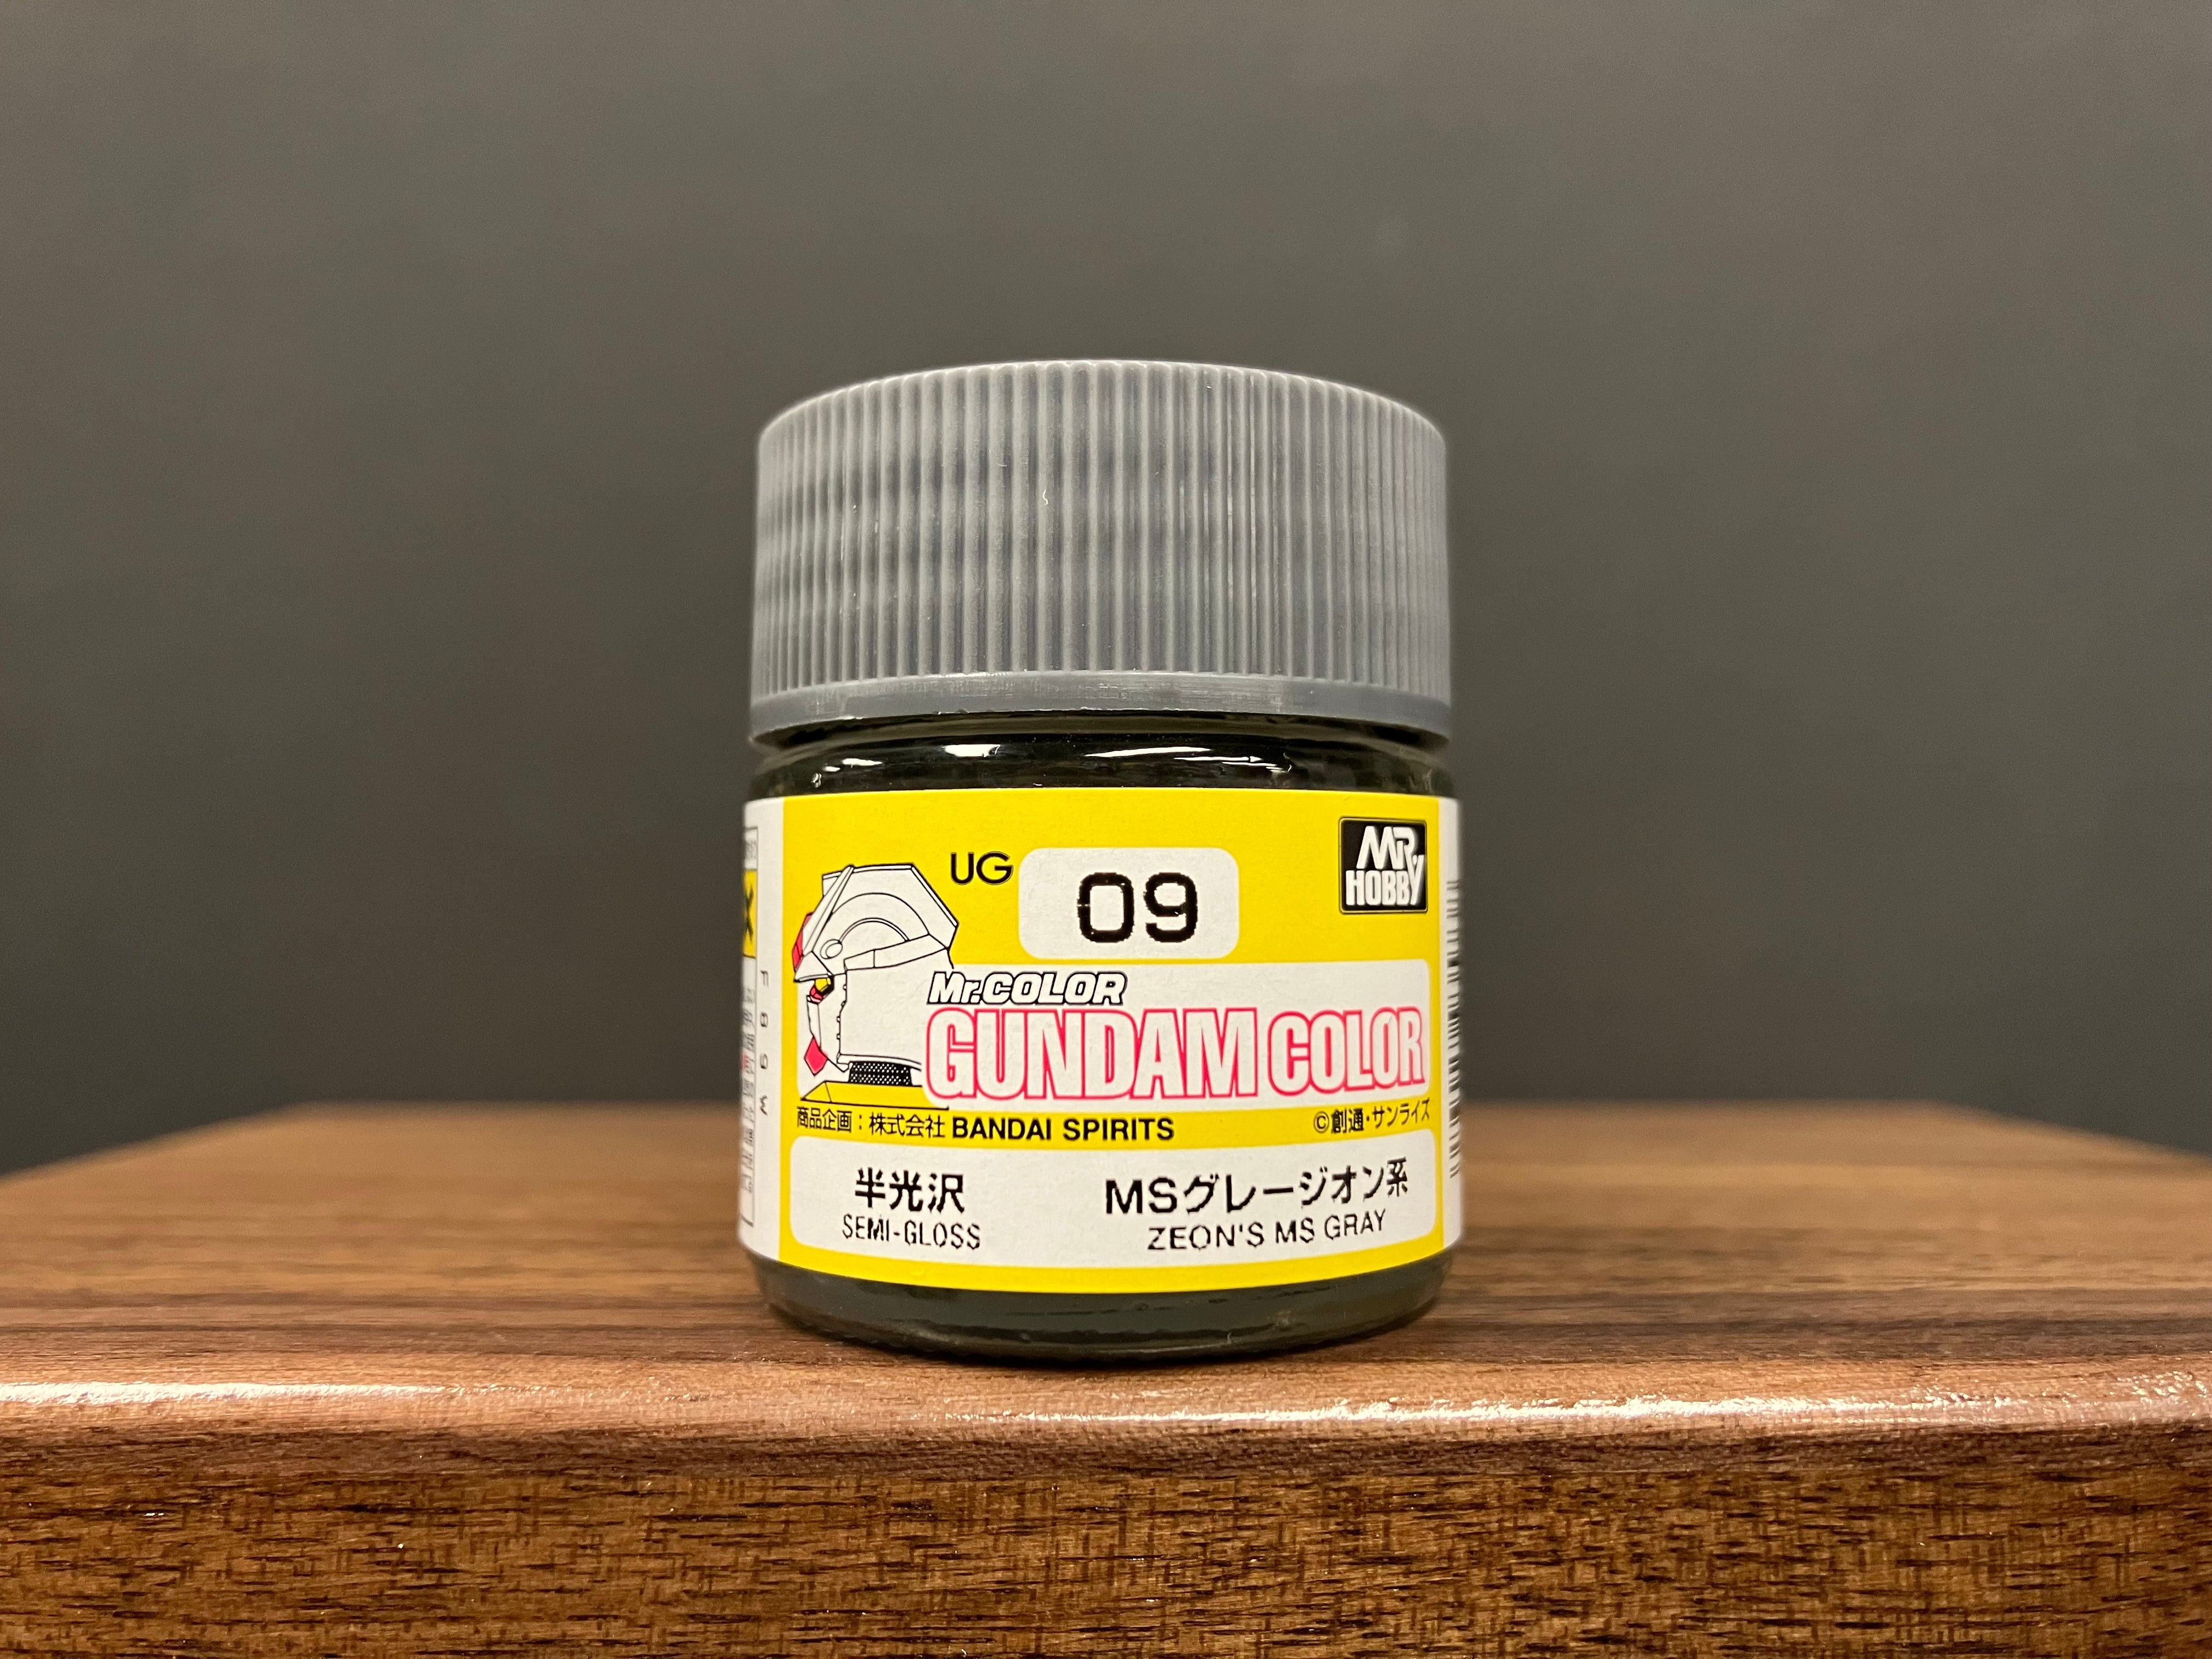 UG 09
MR HOBBY
Mr.COLOR
GUNDAM COLOR
商品企画:株式会社 BANDAI SPIRITS
©創通・サンライズ
半光沢
SEMI-GLOSS
MSグレージオン系
ZEON'S MS GRAY